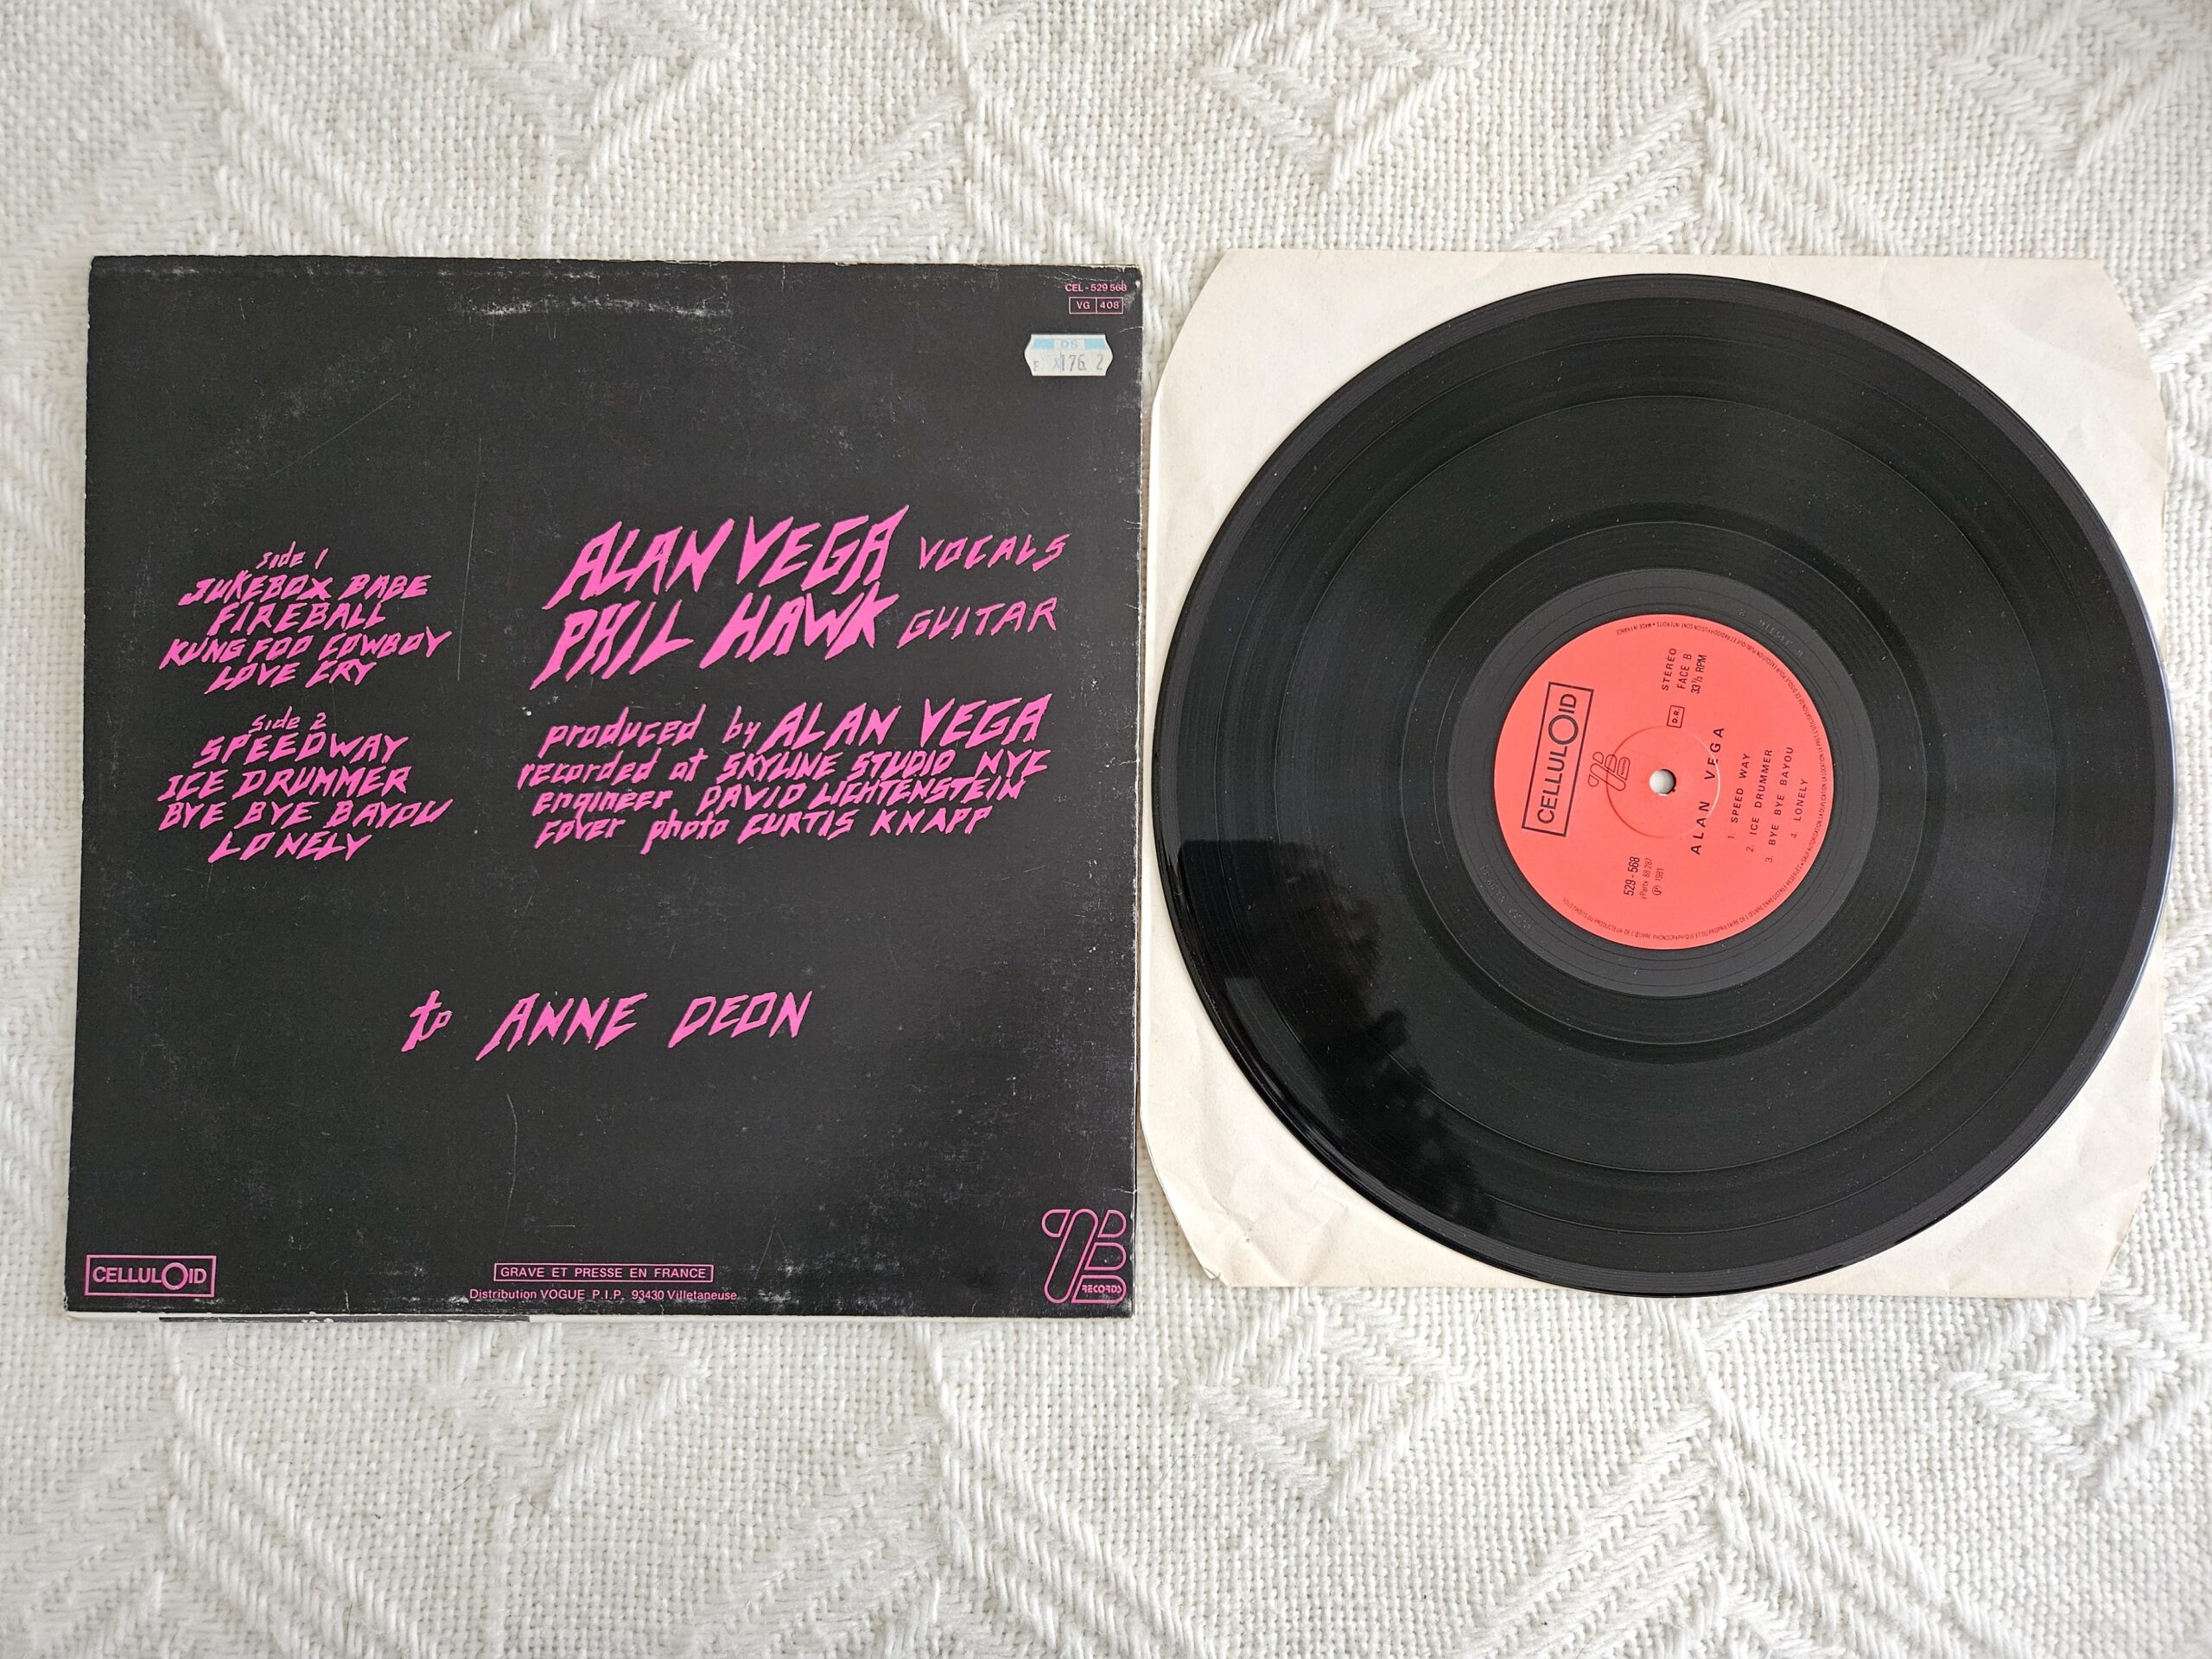 CEL - 529 568
VG 408
OS
176 2
side 1
JUKEBOX BABE
FIREBALL
KUNG FOO COWBOY
LOVE CRY
side 2
SPEEDWAY
ICE DRUMMER
BYE BYE BAYOU
LONELY
ALAN VEGA VOCALS
PHIL HAWK GUITAR
produced by ALAN VEGA
recorded at SKYLINE STUDIO NYC
engineer DAVID LICHTENSTEIN
cover photo CURTIS KNAPP
to ANNE DEON
CELLULOID
GRAVE ET PRESSE EN FRANCE
Distribution VOGUE P.I.P. 93430 Villetaneuse
ZE
RECORDS
CELLULOID
STEREO
FACE B
33⅓ RPM
D.R.
ALAN VEGA
1. SPEED WAY
2. ICE DRUMMER
3. BYE BYE BAYOU
4. LONELY
529 - 568
℗ 1981